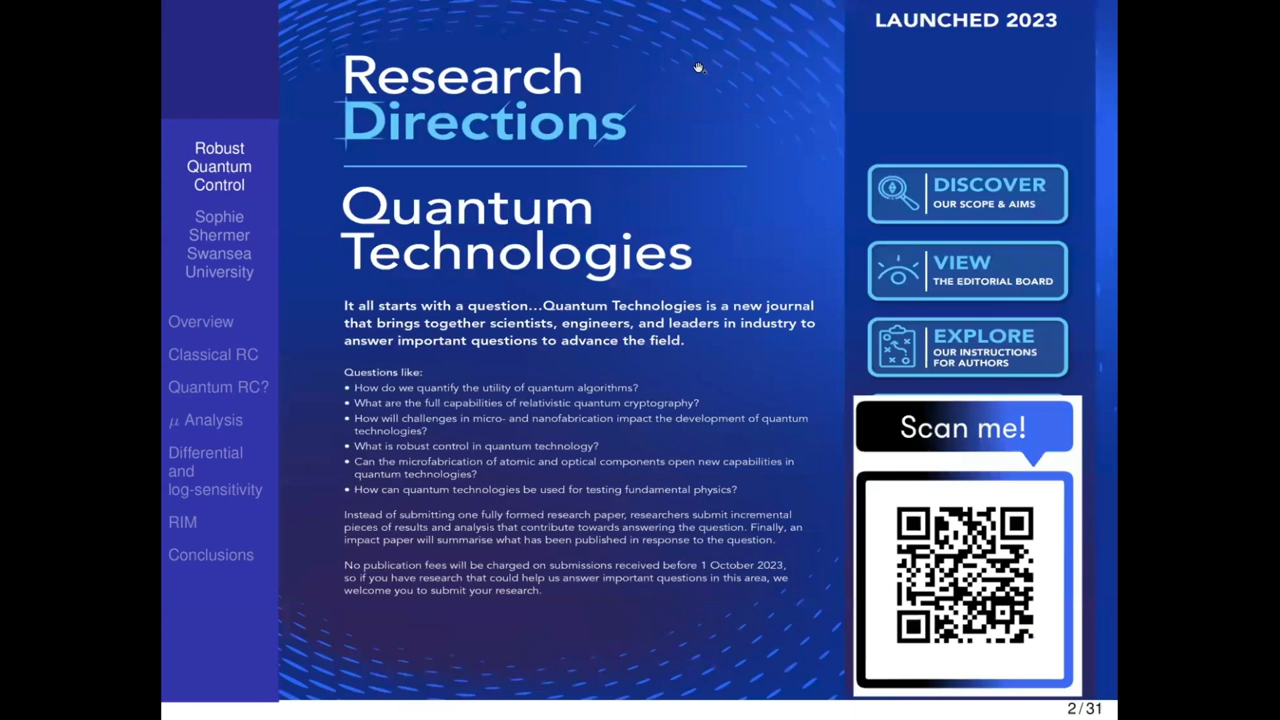 Robust
Quantum
Control
Sophie
Shermer
Swansea
University
Overview
Classical RC
Quantum RC?
μ Analysis
Differential
and
log-sensitivity
RIM
Conclusions
Research
Directions
Quantum
Technologies
It all starts with a question...Quantum Technologies is a new journal
that brings together scientists, engineers, and leaders in industry to
answer important questions to advance the field.
Questions like:
• How do we quantify the utility of quantum algorithms?
• What are the full capabilities of relativistic quantum cryptography?
• How will challenges in micro- and nanofabrication impact the development of quantum
technologies?
• What is robust control in quantum technology?
• Can the microfabrication of atomic and optical components open new capabilities in
quantum technologies?
• How can quantum technologies be used for testing fundamental physics?
Instead of submitting one fully formed research paper, researchers submit incremental
pieces of results and analysis that contribute towards answering the question. Finally, an
impact paper will summarise what has been published in response to the question.
No publication fees will be charged on submissions received before 1 October 2023,
so if you have research that could help us answer important questions in this area, we
welcome you to submit your research.
LAUNCHED 2023
DISCOVER
OUR SCOPE & AIMS
VIEW
THE EDITORIAL BOARD
EXPLORE
OUR INSTRUCTIONS
FOR AUTHORS
Scan me!
2/31